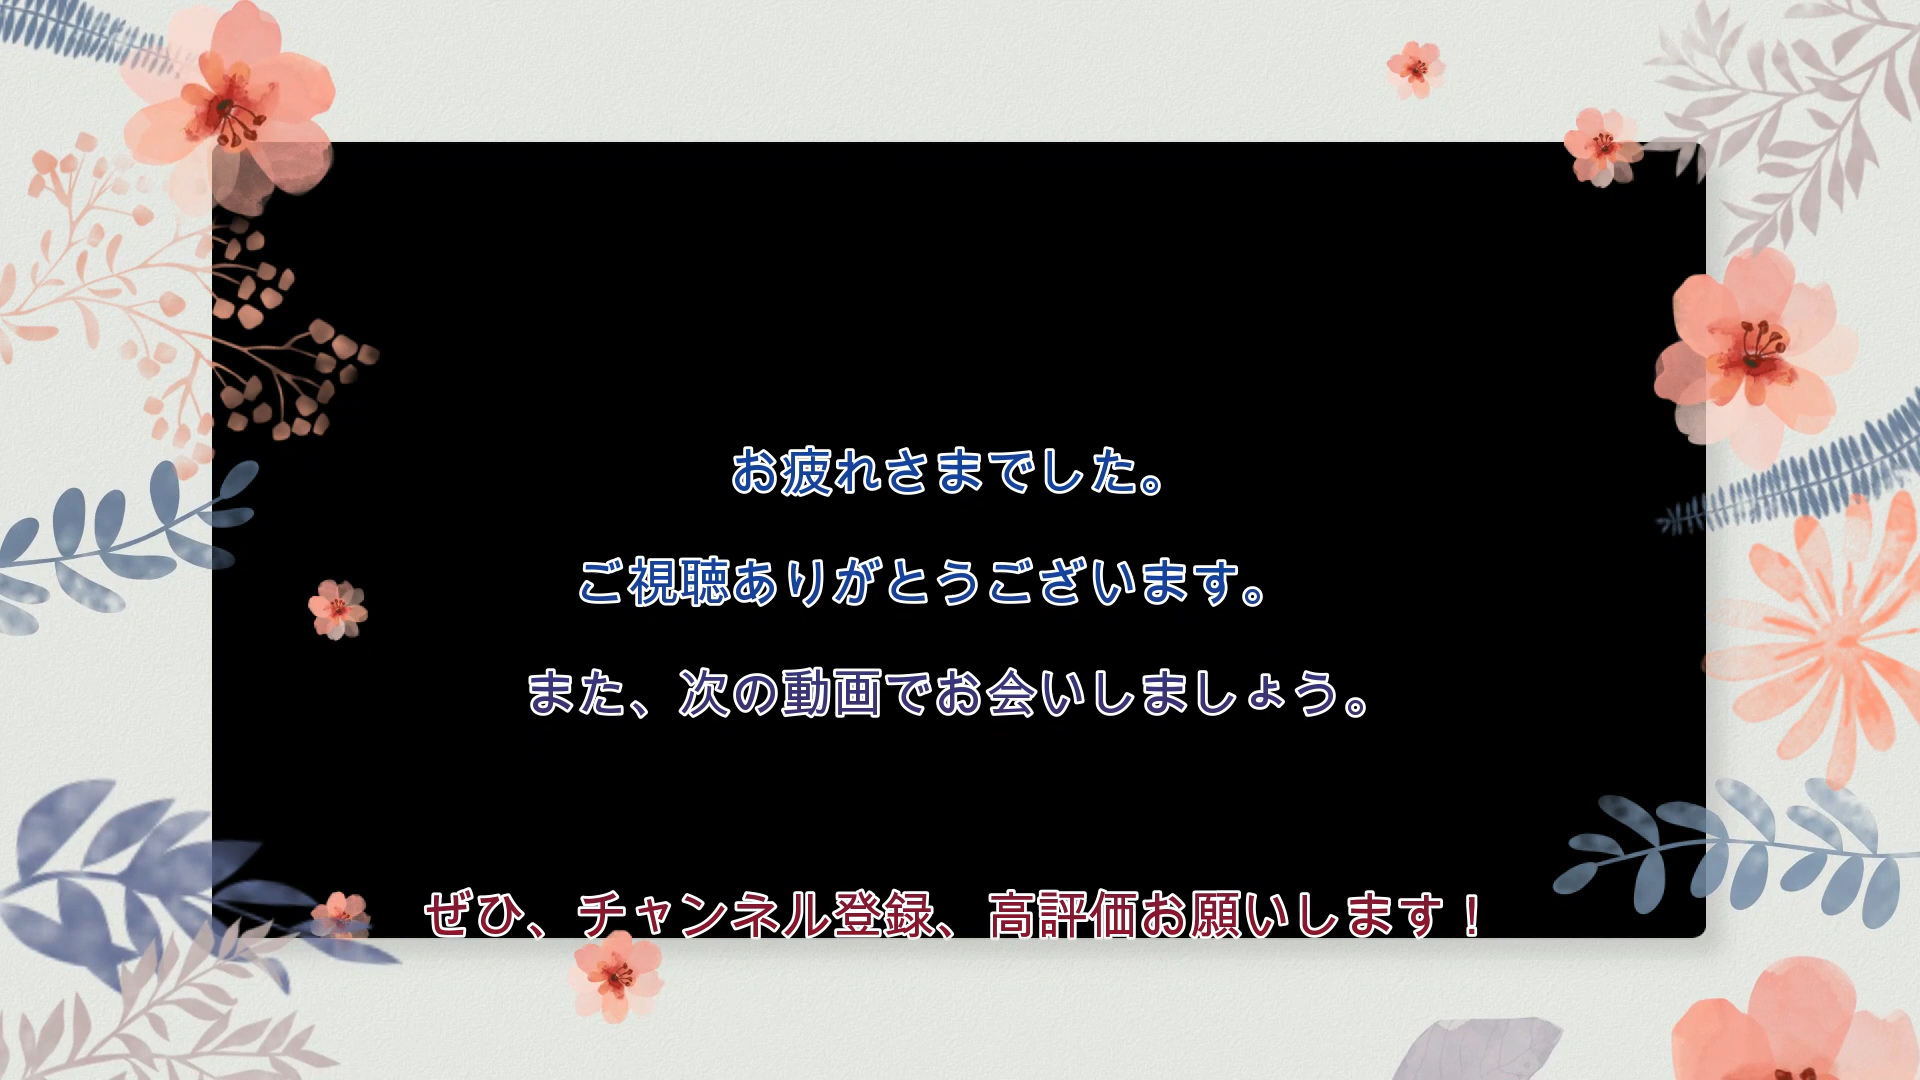 お疲れさまでした。
ご視聴ありがとうございます。
また、次の動画でお会いしましょう。
ぜひ、チャンネル登録、高評価お願いします！